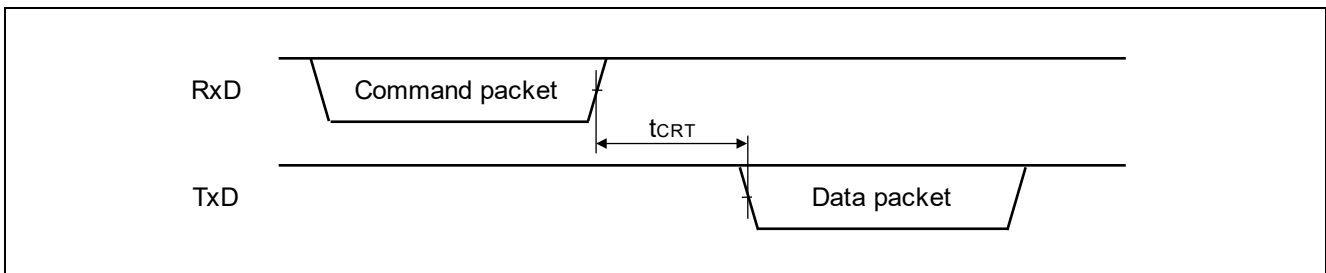 RxD
Command packet
tCRT
TxD
Data packet